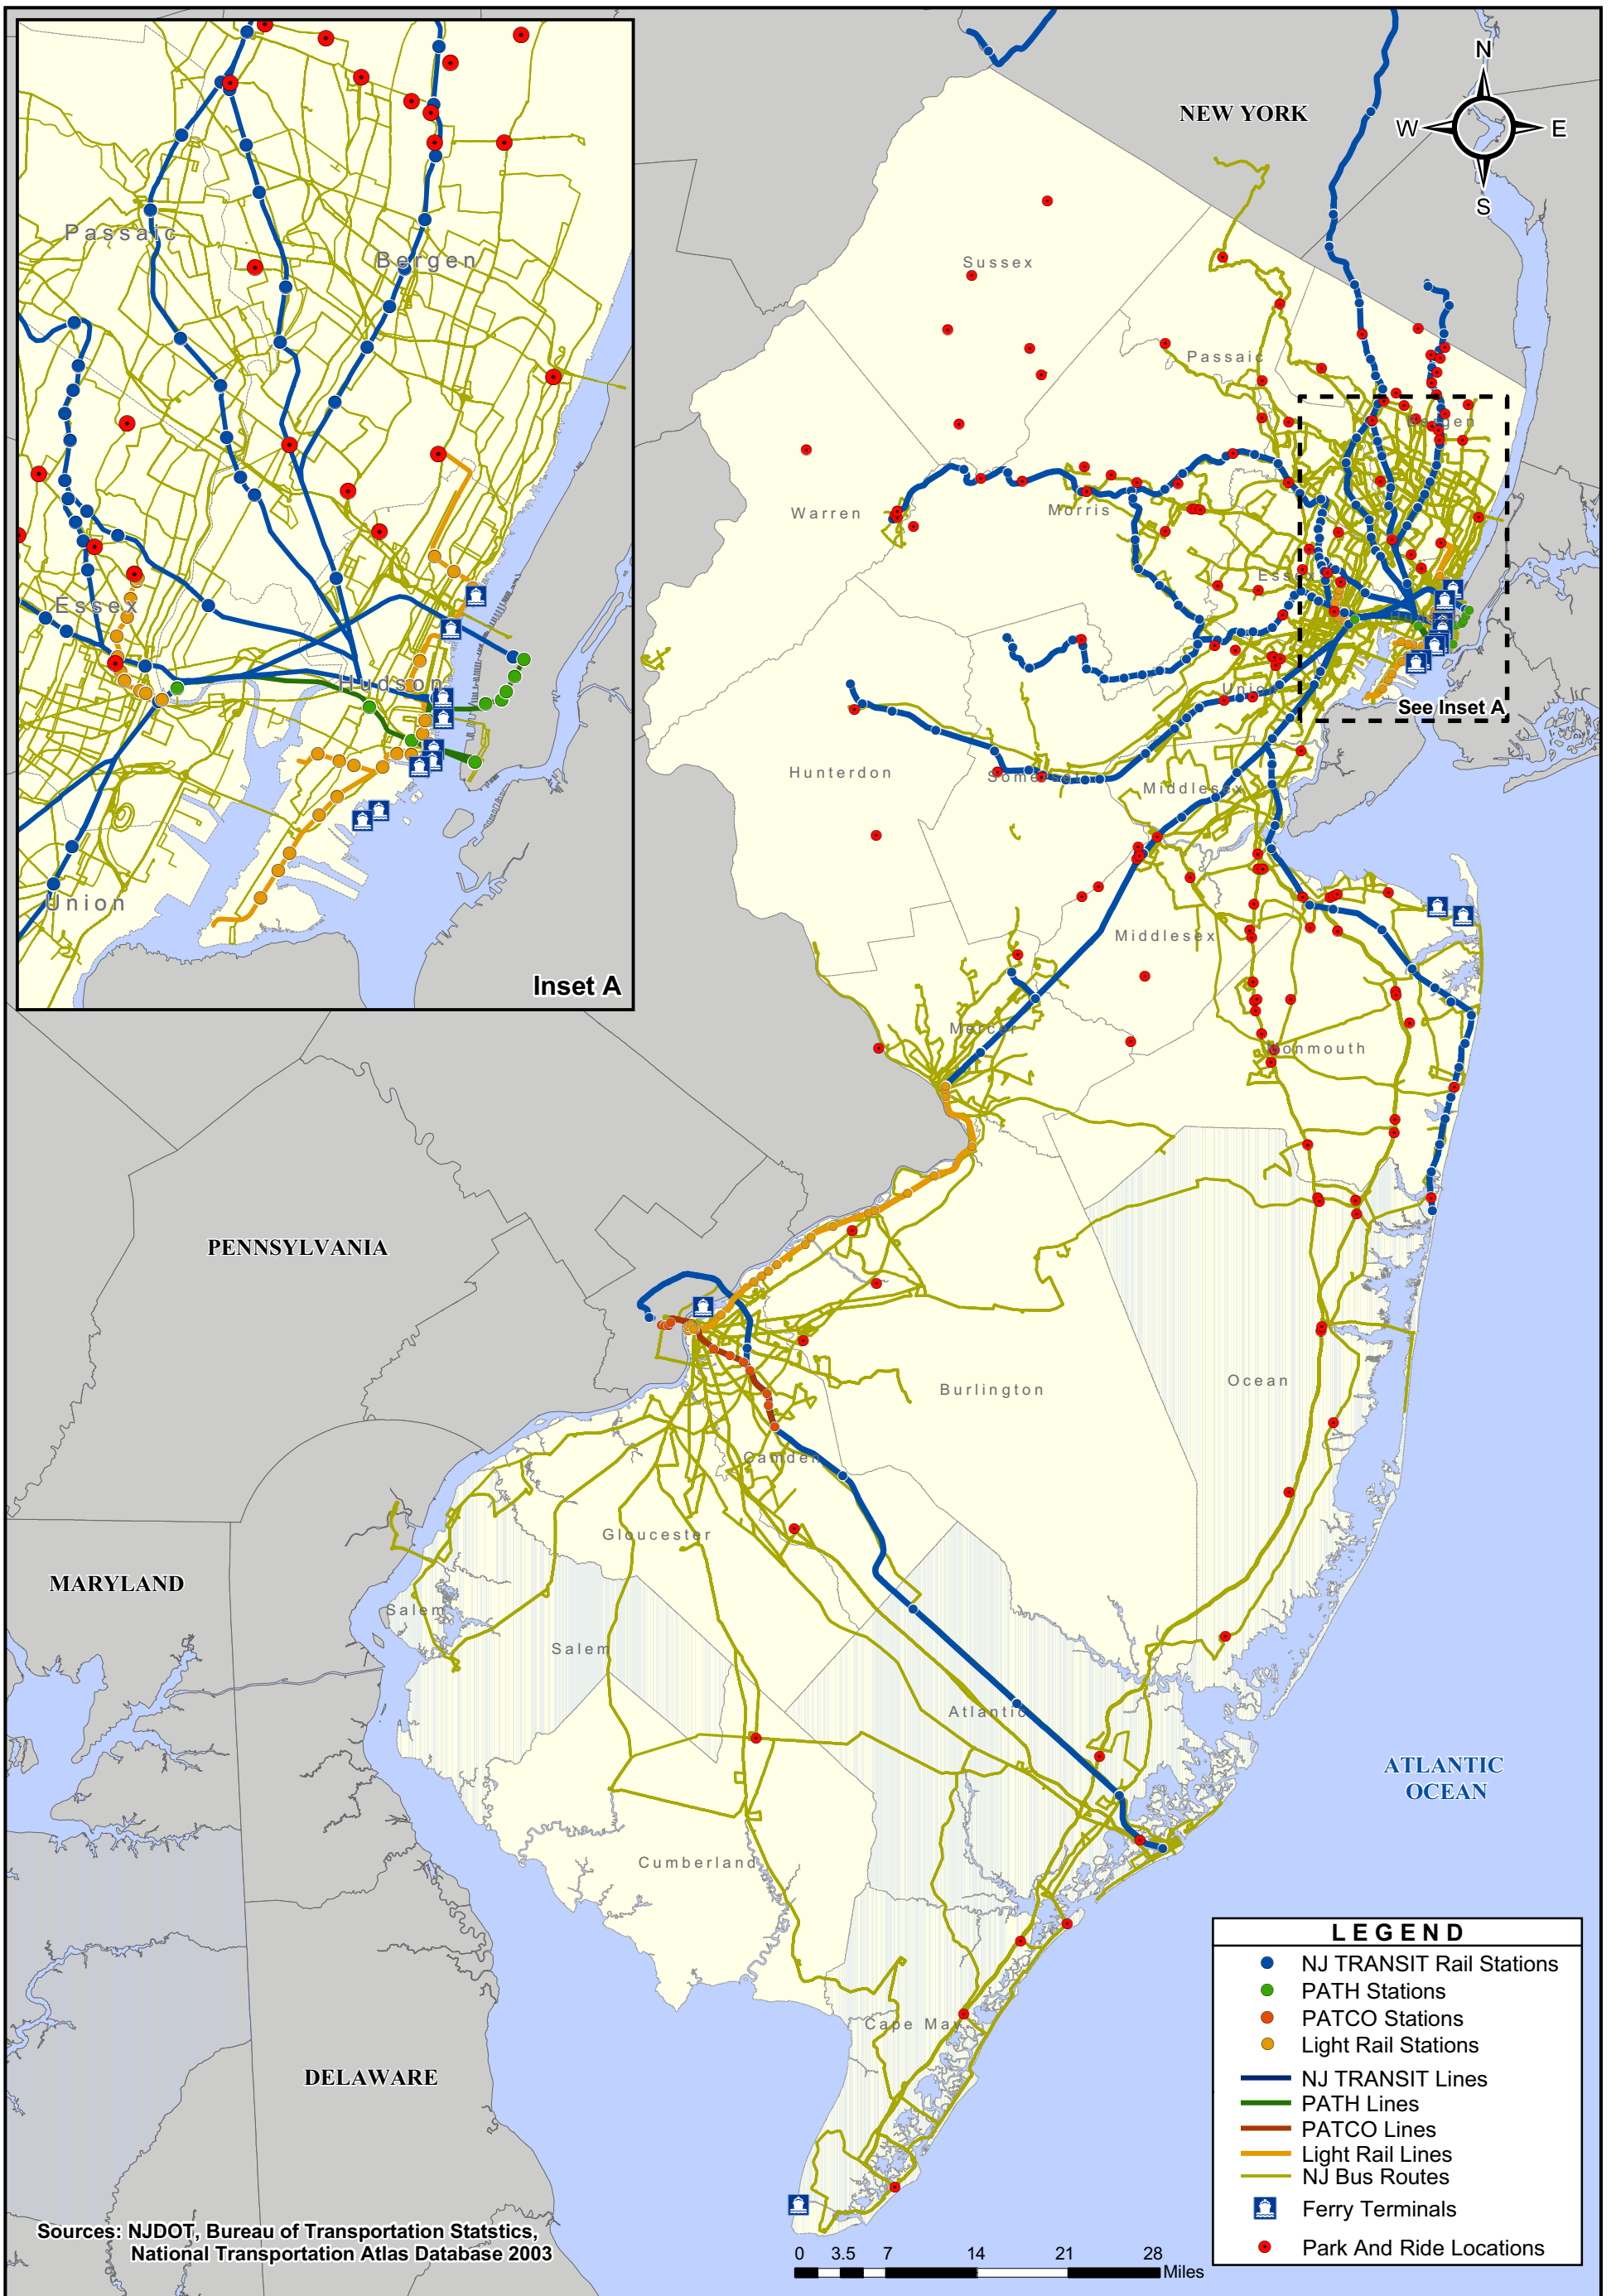 N
W
E
S
NEW YORK
Passaic
Bergen
Essex
Hudson
Union
Inset A
Sussex
Passaic
Bergen
Warren
Morris
Essex
Hudson
Union
See Inset A
Hunterdon
Somerset
Middlesex
Middlesex
Mercer
Monmouth
PENNSYLVANIA
Burlington
Ocean
Camden
Gloucester
MARYLAND
Salem
Salem
Atlantic
ATLANTIC
OCEAN
Cumberland
Cape May
DELAWARE
LEGEND
NJ TRANSIT Rail Stations
PATH Stations
PATCO Stations
Light Rail Stations
NJ TRANSIT Lines
PATH Lines
PATCO Lines
Light Rail Lines
NJ Bus Routes
Ferry Terminals
Park And Ride Locations
Sources: NJDOT, Bureau of Transportation Statstics,
National Transportation Atlas Database 2003
0 3.5 7 14 21 28
Miles